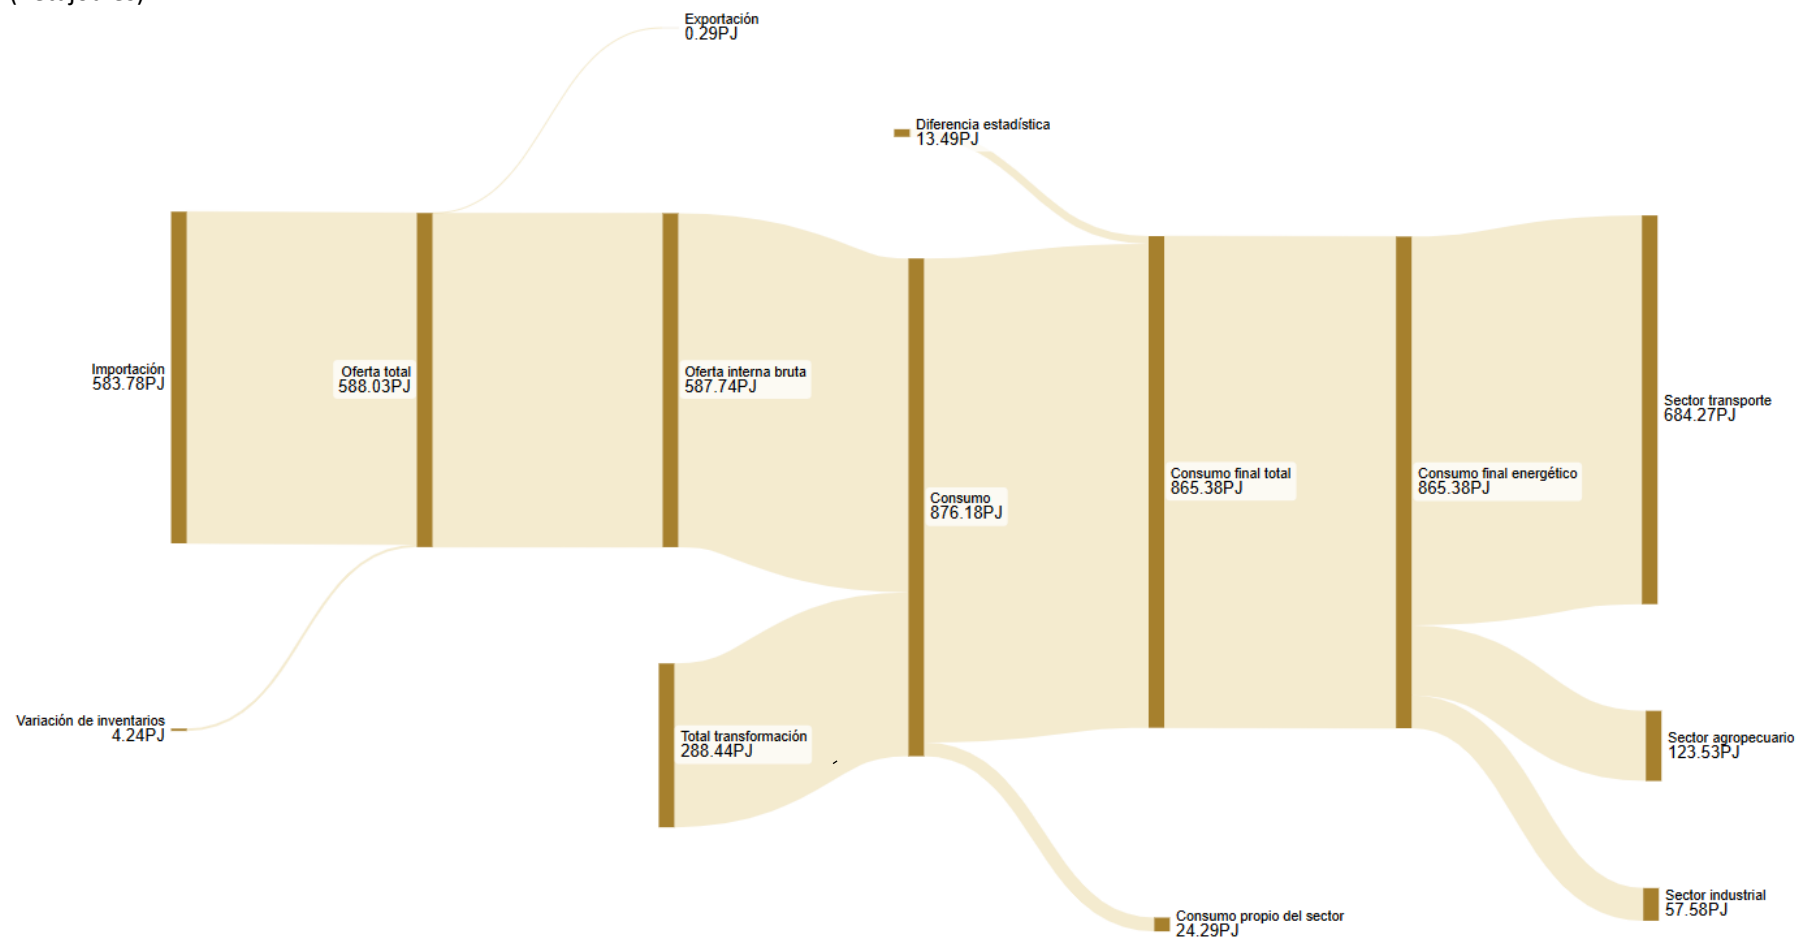 Exportación
0.29PJ
Diferencia estadística
13.49PJ
Importación
583.78PJ
Oferta total
588.03PJ
Oferta interna bruta
587.74PJ
Sector transporte
684.27PJ
Consumo final total
865.38PJ
Consumo final energético
865.38PJ
Consumo
876.18PJ
Variación de inventarios
4.24PJ
Total transformación
288.44PJ
Sector agropecuario
123.53PJ
Sector industrial
57.58PJ
Consumo propio del sector
24.29PJ